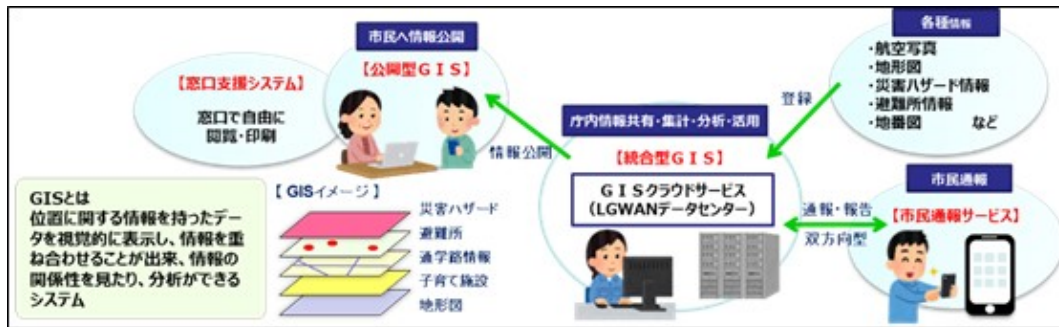 市民へ情報公開
【公開型GIS】
【窓口支援システム】
窓口で自由に
閲覧・印刷
各種情報
・航空写真
・地形図
・災害ハザード情報
・避難所情報
・地番図　など
登録
庁内情報共有・集計・分析・活用
【統合型GIS】
GISクラウドサービス
（LGWANデータセンター）
情報公開
市民通報
【市民通報サービス】
通報・報告
双方向型
GISとは
位置に関する情報を持ったデー
タを視覚的に表示し、情報を重
ね合わせることが出来、情報の
関係性を見たり、分析ができる
システム
【GISイメージ】
災害ハザード
避難所
通学路情報
子育て施設
地形図